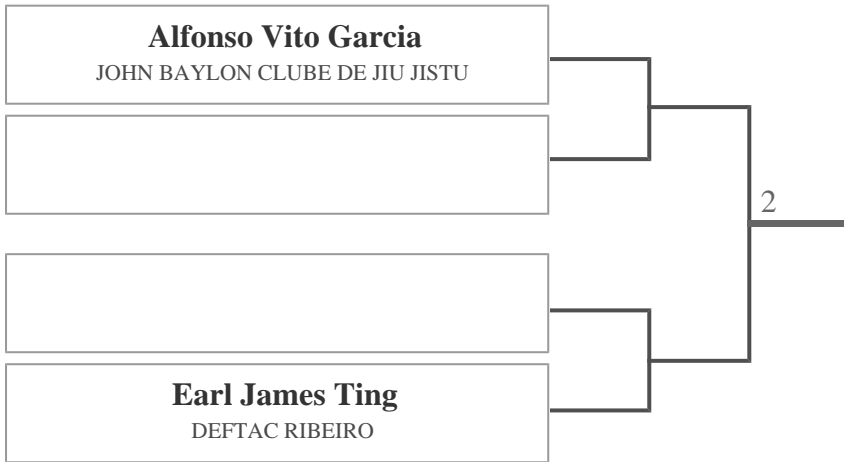 Alfonso Vito Garcia
JOHN BAYLON CLUBE DE JIU JISTU
2
Earl James Ting
DEFTAC RIBEIRO